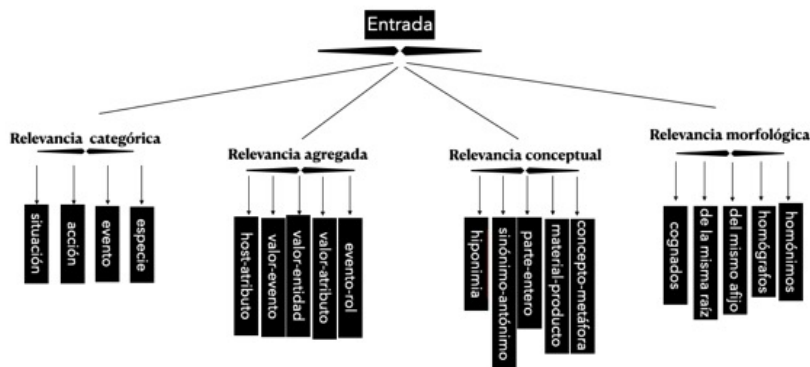 Entrada
Relevancia categórica
situación
acción
evento
especie
Relevancia agregada
host-atributo
valor-evento
valor-entidad
valor-atributo
evento-rol
Relevancia conceptual
hiponimia
sinónimo-antónimo
parte-entero
material-producto
concepto-metáfora
Relevancia morfológica
cognados
de la misma raíz
del mismo afijo
homógrafos
homónimos